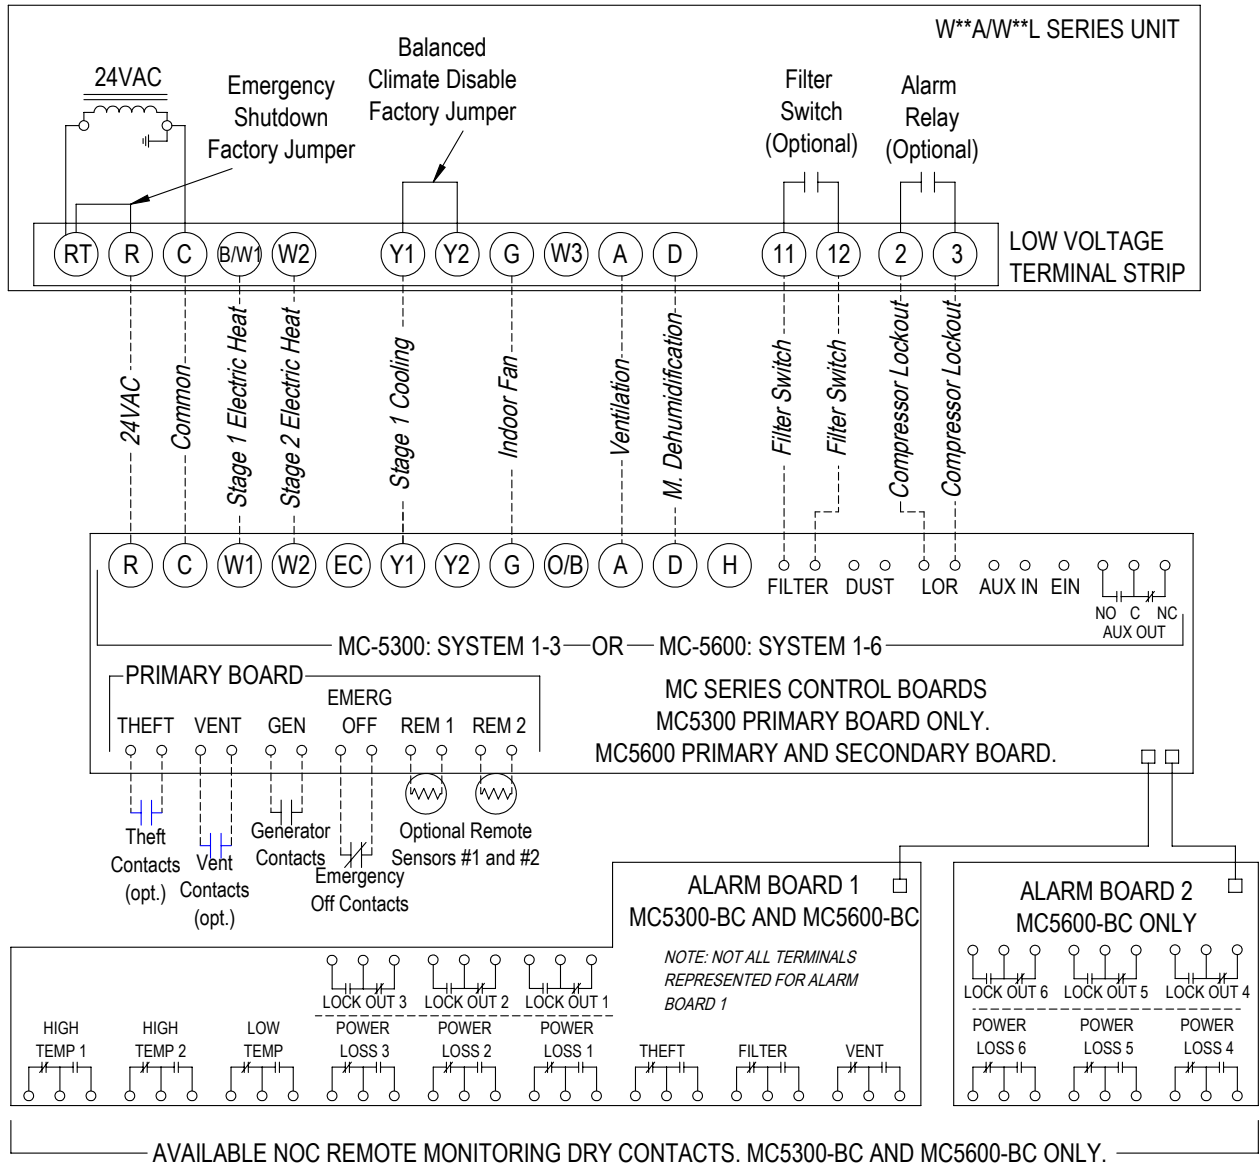 W**A/W**L SERIES UNIT
24VAC
Emergency
Shutdown
Factory Jumper
Balanced
Climate Disable
Factory Jumper
Filter
Switch
(Optional)
Alarm
Relay
(Optional)
RT R C B/W1 W2 Y1 Y2 G W3 A D 11 12 2 3
LOW VOLTAGE
TERMINAL STRIP
24VAC
Common
Stage 1 Electric Heat
Stage 2 Electric Heat
Stage 1 Cooling
Indoor Fan
Ventilation
M. Dehumidification
Filter Switch
Filter Switch
Compressor Lockout
Compressor Lockout
R C W1 W2 EC Y1 Y2 G O/B A D H
FILTER DUST LOR AUX IN EIN
NO C NC
AUX OUT
MC-5300: SYSTEM 1-3 OR MC-5600: SYSTEM 1-6
PRIMARY BOARD
THEFT VENT GEN
EMERG
OFF
REM 1 REM 2
MC SERIES CONTROL BOARDS
MC5300 PRIMARY BOARD ONLY.
MC5600 PRIMARY AND SECONDARY BOARD.
Theft
Contacts
(opt.)
Vent
Contacts
(opt.)
Generator
Contacts
Emergency
Off Contacts
Optional Remote
Sensors #1 and #2
ALARM BOARD 1
MC5300-BC AND MC5600-BC
NOTE: NOT ALL TERMINALS
REPRESENTED FOR ALARM
BOARD 1
ALARM BOARD 2
MC5600-BC ONLY
LOCK OUT 3 LOCK OUT 2 LOCK OUT 1
LOCK OUT 6 LOCK OUT 5 LOCK OUT 4
HIGH
TEMP 1
HIGH
TEMP 2
LOW
TEMP
POWER
LOSS 3
POWER
LOSS 2
POWER
LOSS 1
THEFT
FILTER
VENT
POWER
LOSS 6
POWER
LOSS 5
POWER
LOSS 4
AVAILABLE NOC REMOTE MONITORING DRY CONTACTS. MC5300-BC AND MC5600-BC ONLY.